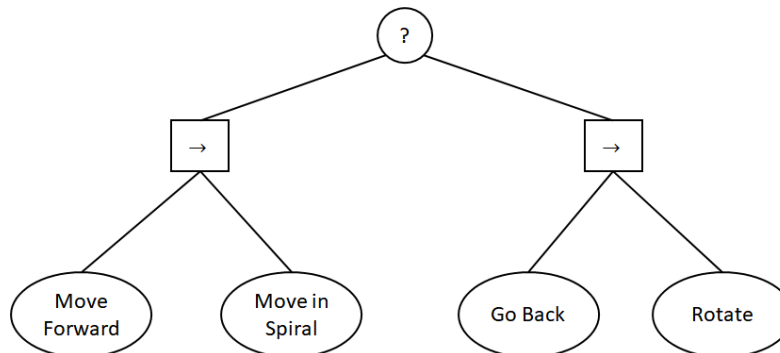 ?
→
→
Move
Forward
Move in
Spiral
Go Back
Rotate